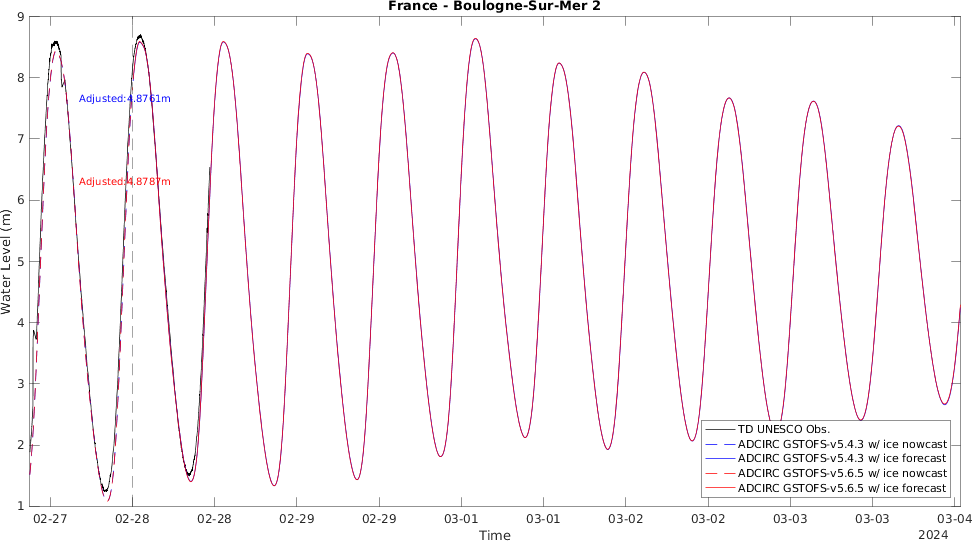 France - Boulogne-Sur-Mer 2
Water Level (m)
9
8
7
6
5
4
3
2
1
Adjusted:4.8761m
Adjusted:4.8787m
TD UNESCO Obs.
ADCIRC GSTOFS-v5.4.3 w/ ice nowcast
ADCIRC GSTOFS-v5.4.3 w/ ice forecast
ADCIRC GSTOFS-v5.6.5 w/ ice nowcast
ADCIRC GSTOFS-v5.6.5 w/ ice forecast
02-27 02-28 02-28 02-29 02-29 03-01 03-01 03-02 03-02 03-03 03-03 03-04
Time
2024